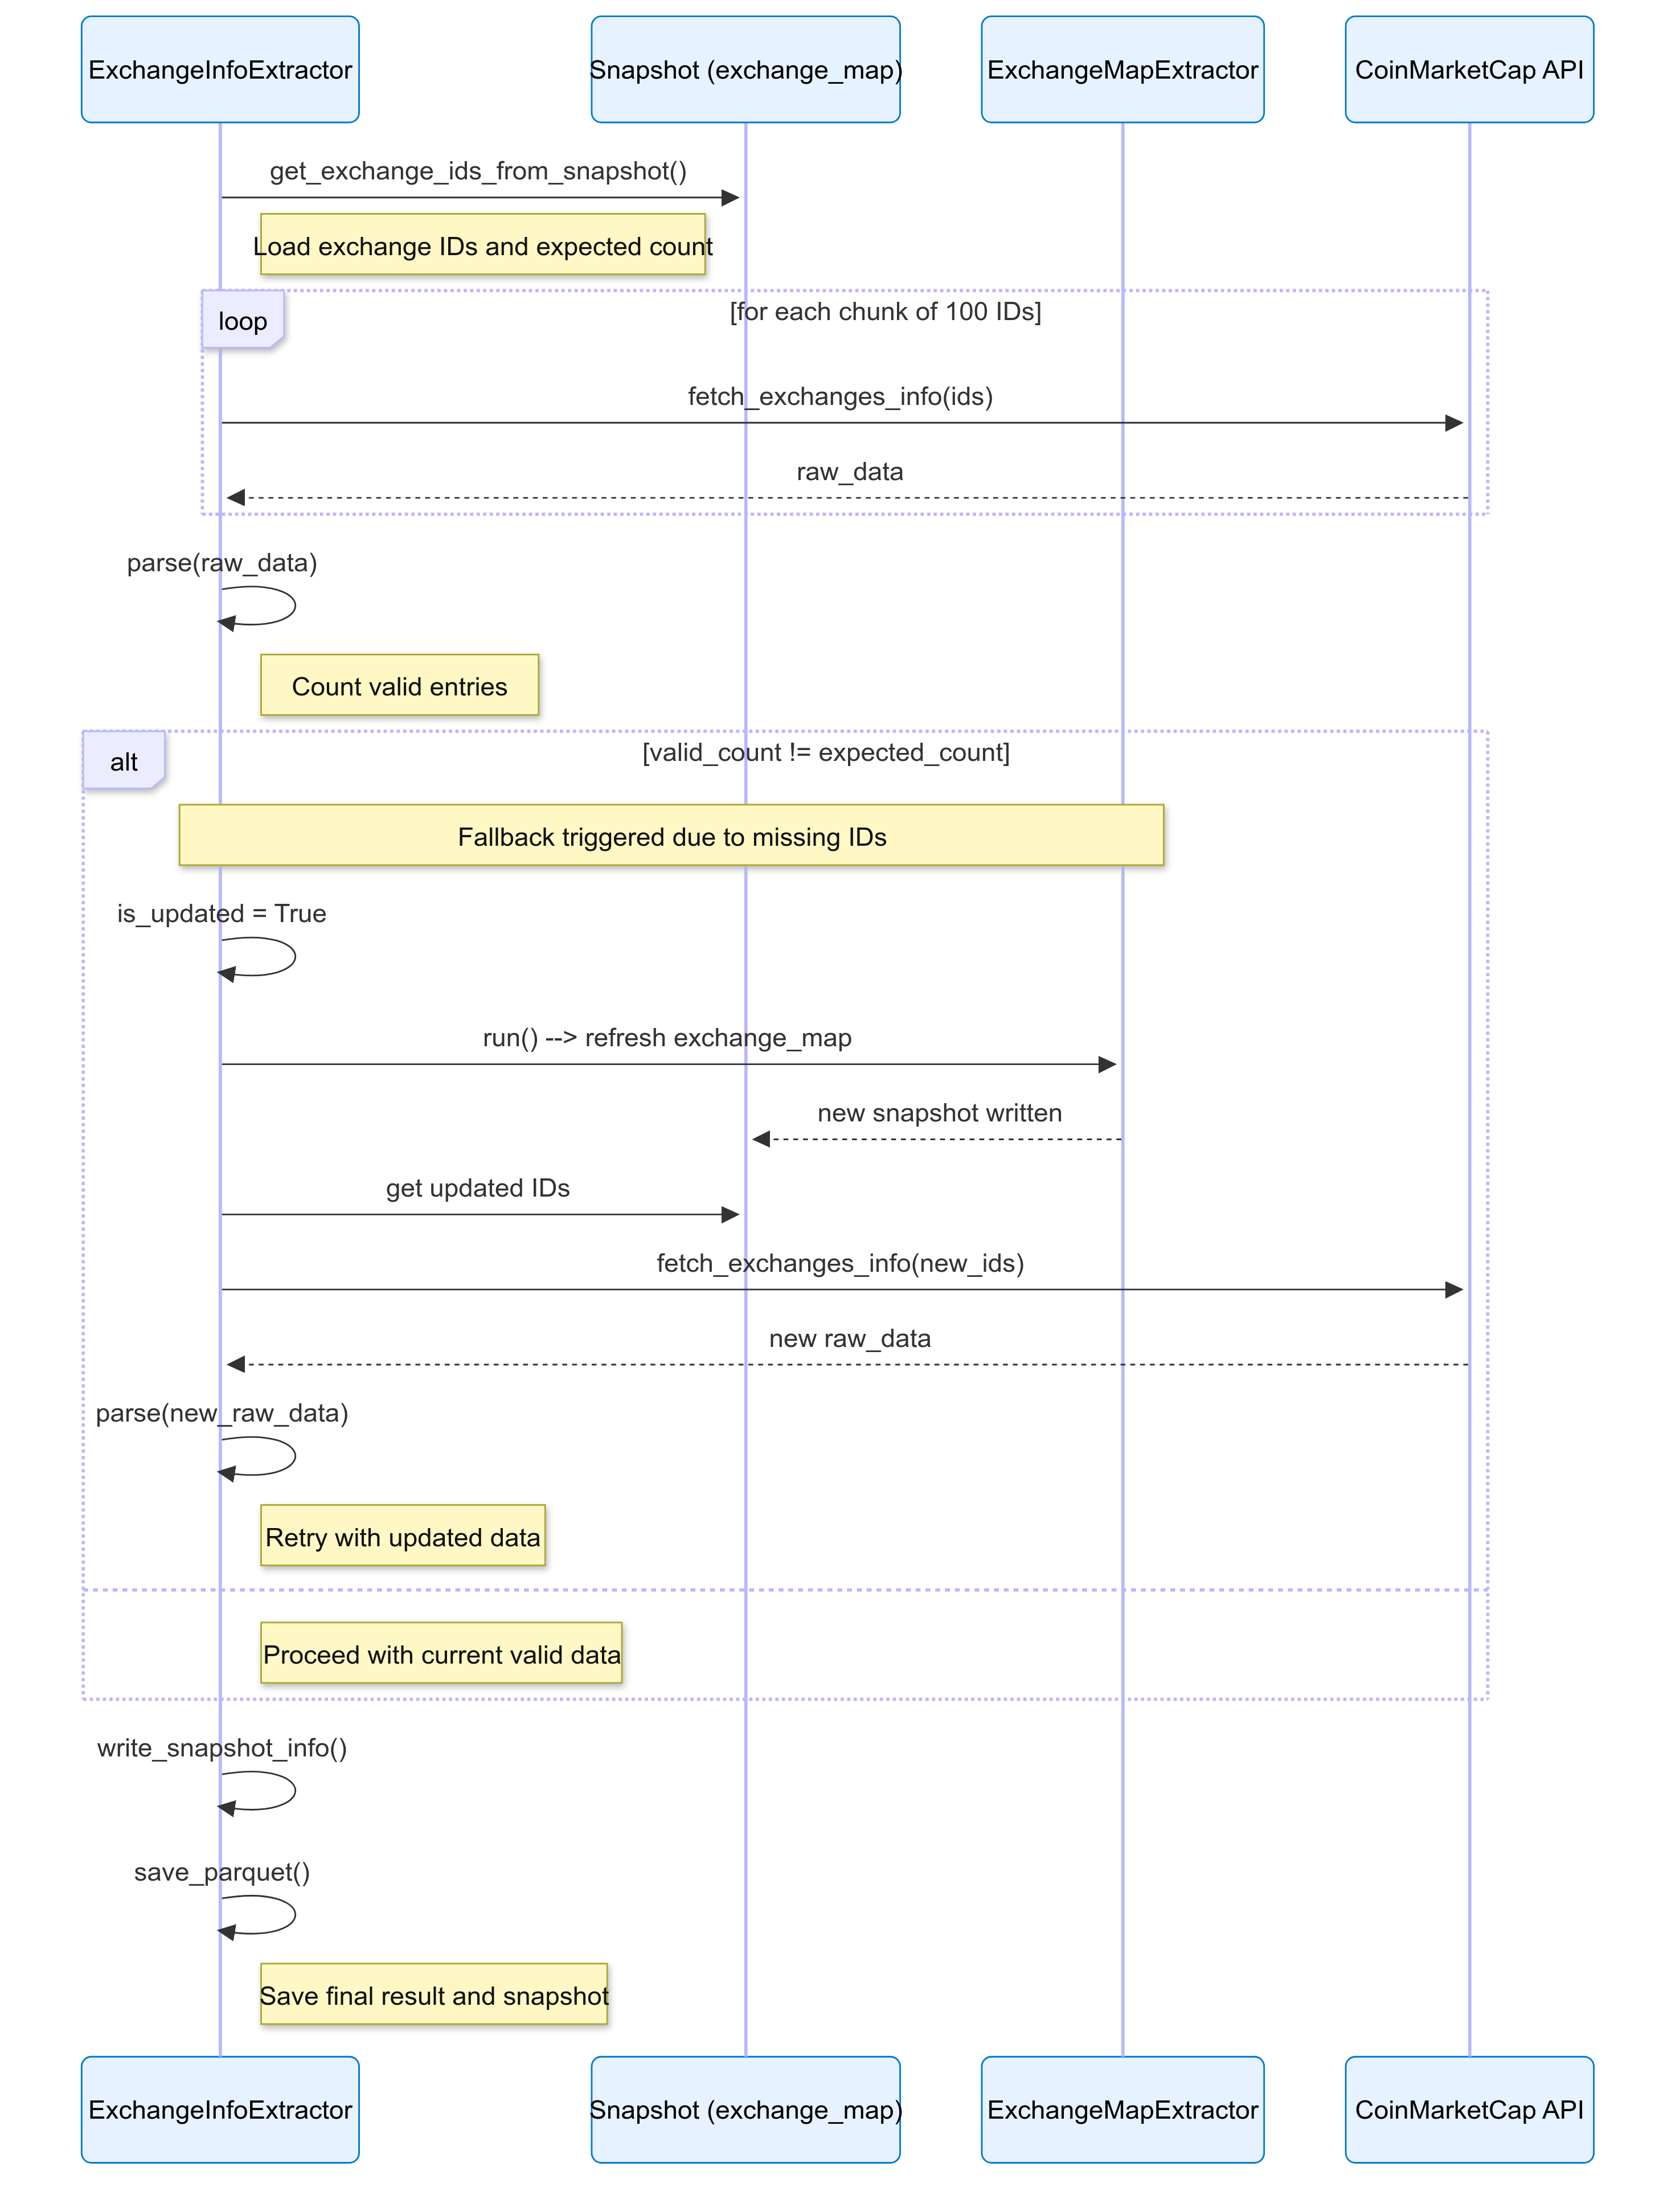 ExchangeInfoExtractor
Snapshot (exchange_map)
ExchangeMapExtractor
CoinMarketCap API
get_exchange_ids_from_snapshot()
Load exchange IDs and expected count
loop
[for each chunk of 100 IDs]
fetch_exchanges_info(ids)
raw_data
parse(raw_data)
Count valid entries
alt
[valid_count != expected_count]
Fallback triggered due to missing IDs
is_updated = True
run() --> refresh exchange_map
new snapshot written
get updated IDs
fetch_exchanges_info(new_ids)
new raw_data
parse(new_raw_data)
Retry with updated data
Proceed with current valid data
write_snapshot_info()
save_parquet()
Save final result and snapshot
ExchangeInfoExtractor
Snapshot (exchange_map)
ExchangeMapExtractor
CoinMarketCap API